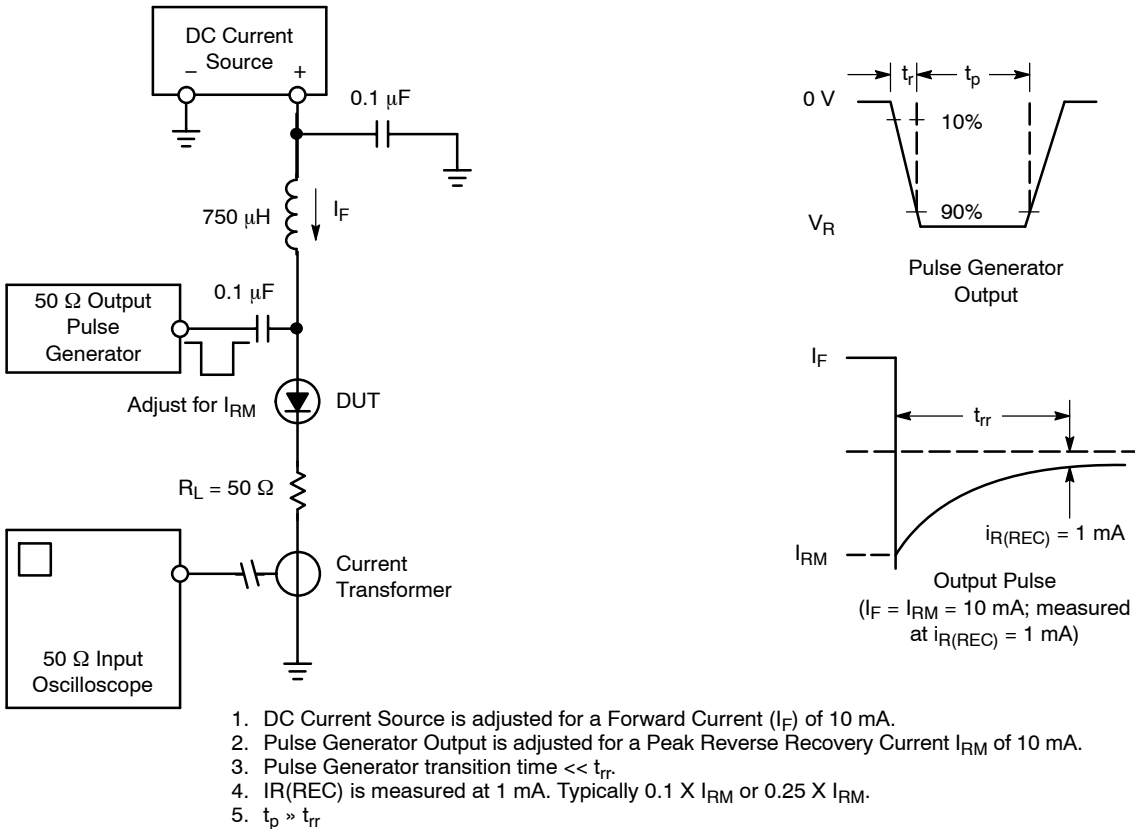 DC Current
Source
− +
0.1 μF
750 μH
I_F
50 Ω Output
Pulse
Generator
0.1 μF
Adjust for I_RM
DUT
R_L = 50 Ω
Current
Transformer
50 Ω Input
Oscilloscope
t_r t_p
0 V
10%
V_R
90%
Pulse Generator
Output
I_F
t_rr
i_R(REC) = 1 mA
I_RM
Output Pulse
(I_F = I_RM = 10 mA; measured
at i_R(REC) = 1 mA)
1. DC Current Source is adjusted for a Forward Current (I_F) of 10 mA.
2. Pulse Generator Output is adjusted for a Peak Reverse Recovery Current I_RM of 10 mA.
3. Pulse Generator transition time << t_rr.
4. IR(REC) is measured at 1 mA. Typically 0.1 X I_RM or 0.25 X I_RM.
5. t_p » t_rr